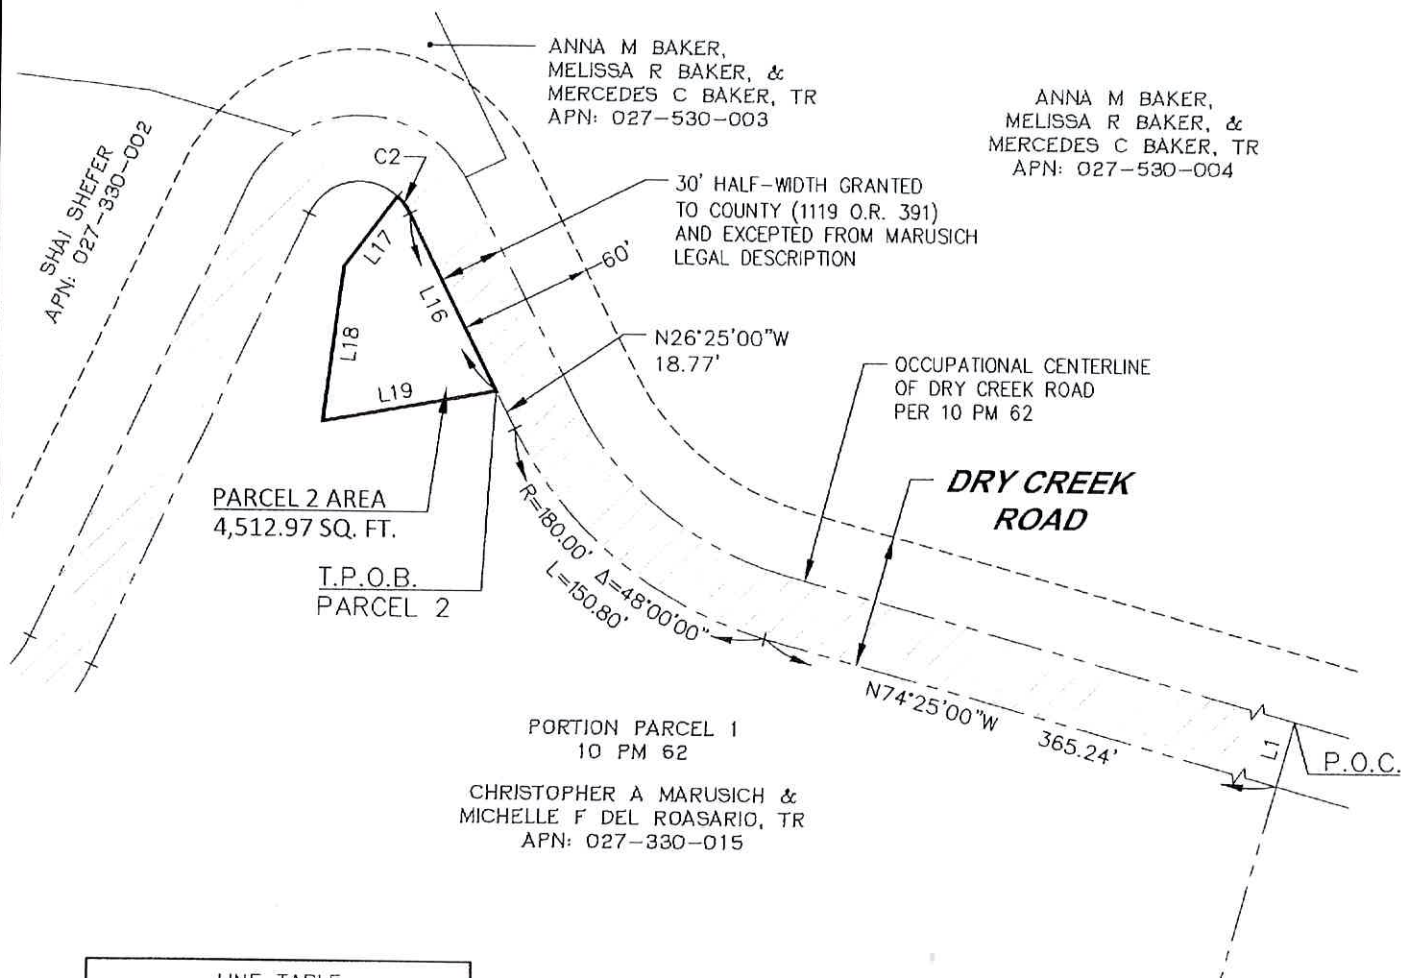 ANNA M BAKER,
MELISSA R BAKER, &
MERCEDES C BAKER, TR
APN: 027-530-003
ANNA M BAKER,
MELISSA R BAKER, &
MERCEDES C BAKER, TR
APN: 027-530-004
SHAI SHEFER
APN: 027-330-002
C2
30' HALF-WIDTH GRANTED
TO COUNTY (1119 O.R. 391)
AND EXCEPTED FROM MARUSICH
LEGAL DESCRIPTION
60'
L17
L16
L18
L19
N26°25'00"W
18.77'
OCCUPATIONAL CENTERLINE
OF DRY CREEK ROAD
PER 10 PM 62
DRY CREEK
ROAD
PARCEL 2 AREA
4,512.97 SQ. FT.
T.P.O.B.
PARCEL 2
R=180.00' Δ=48°00'00"
L=150.80'
N74°25'00"W
365.24'
L1
P.O.C.
PORTION PARCEL 1
10 PM 62
CHRISTOPHER A MARUSICH &
MICHELLE F DEL ROASARIO, TR
APN: 027-330-015
LINE TABLE